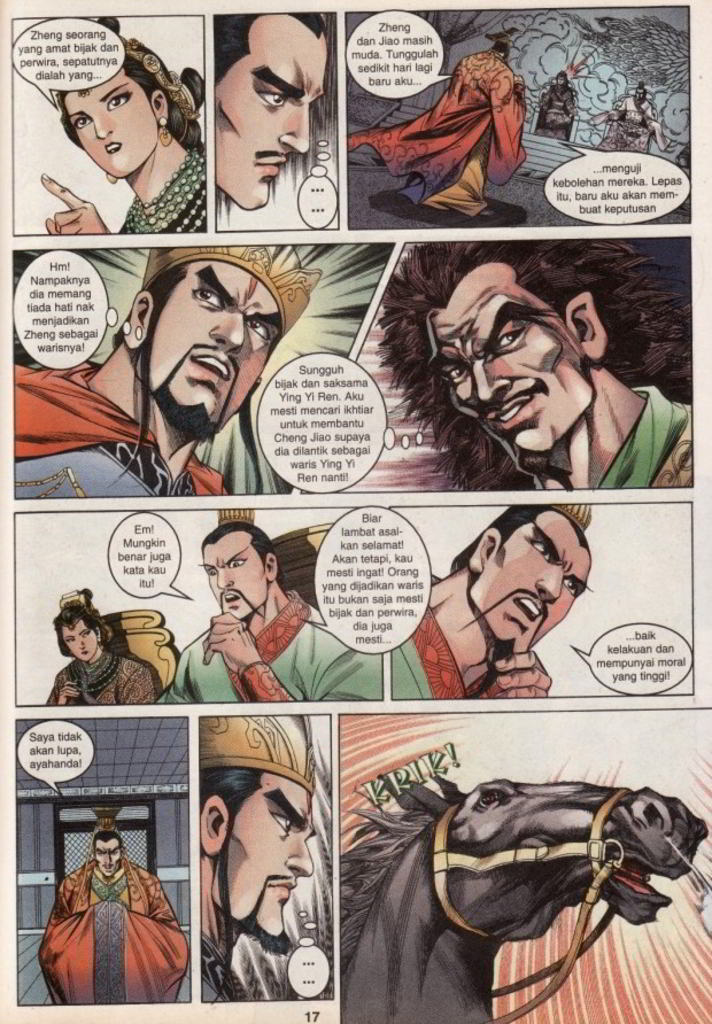 Zheng seorang
yang amat bijak dan
perwira, sepatutnya
dialah yang...
...
...
Zheng
dan Jiao masih
muda. Tunggulah
sedikit hari lagi
baru aku...
...menguji
kebolehan mereka. Lepas
itu, baru aku akan mem-
buat keputusan
Hm!
Nampaknya
dia memang
tiada hati nak
menjadikan
Zheng sebagai
warisnya!
Sungguh
bijak dan saksama
Ying Yi Ren. Aku
mesti mencari ikhtiar
untuk membantu
Cheng Jiao supaya
dia dilantik sebagai
waris Ying Yi
Ren nanti!
Em!
Mungkin
benar juga
kata kau
itu!
Biar
lambat asal-
kan selamat!
Akan tetapi, kau
mesti ingat! Orang
yang dijadikan waris
itu bukan saja mesti
bijak dan perwira,
dia juga
mesti...
...baik
kelakuan dan
mempunyai moral
yang tinggi!
Saya tidak
akan lupa,
ayahanda!
...
...
KRIK!
17